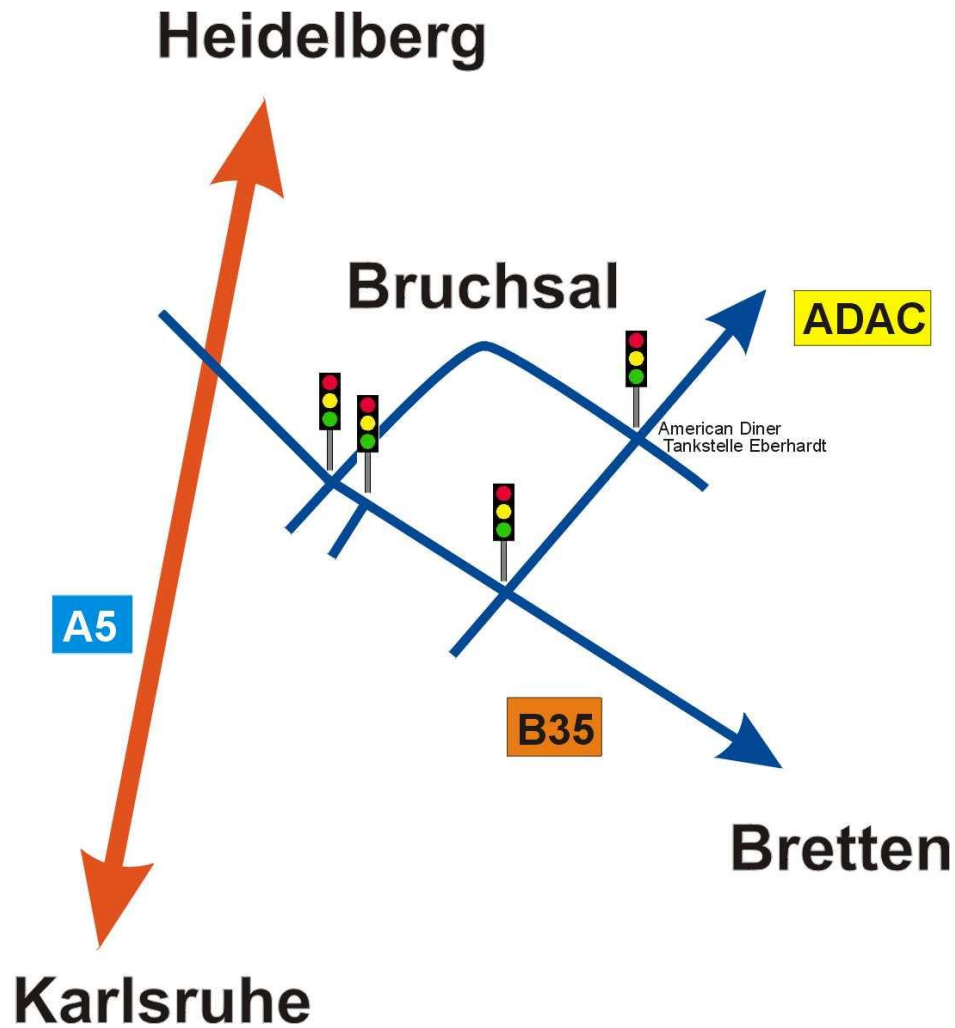 Heidelberg
Bruchsal
ADAC
American Diner
Tankstelle Eberhardt
A5
B35
Bretten
Karlsruhe